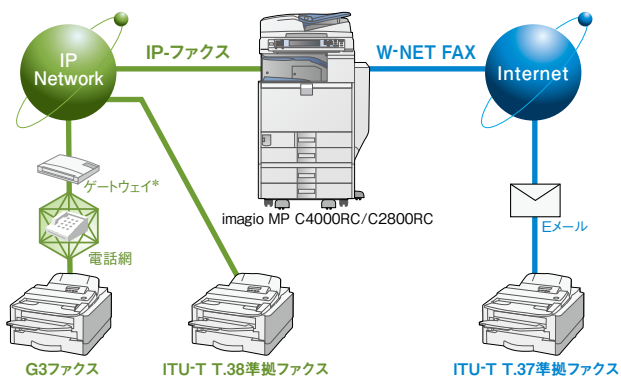 IP
Network
IP-ファクス
W-NET FAX
Internet
ゲートウェイ*
電話網
imagio MP C4000RC/C2800RC
Eメール
G3ファクス
ITU-T T.38準拠ファクス
ITU-T T.37準拠ファクス